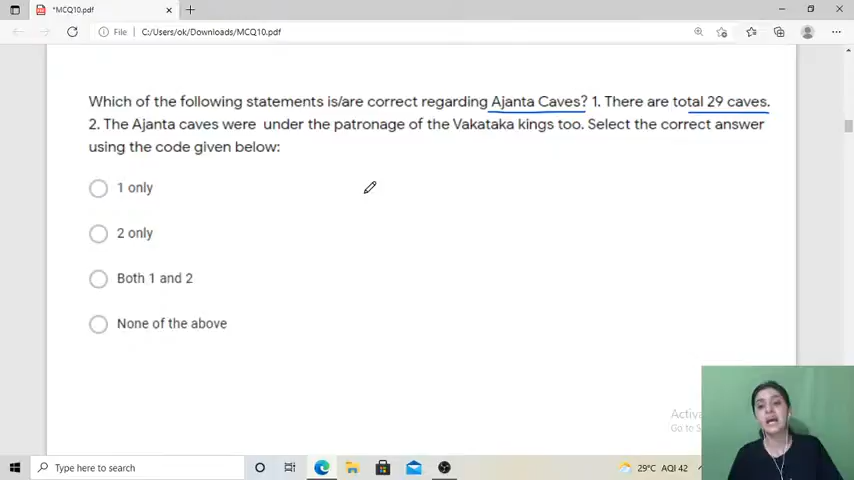 *MCQ10.pdf
File
C:/Users/ok/Downloads/MCQ10.pdf
Which of the following statements is/are correct regarding Ajanta Caves? 1. There are total 29 caves.
2. The Ajanta caves were under the patronage of the Vakataka kings too. Select the correct answer
using the code given below:
1 only
2 only
Both 1 and 2
None of the above
Activa
Go to S
Type here to search
29°C AQI 42